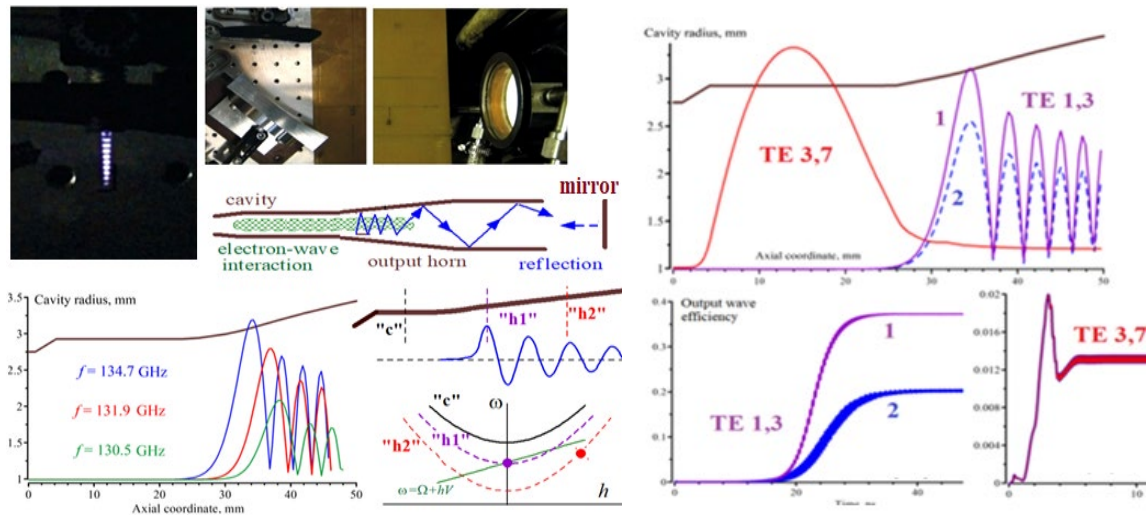 cavity
mirror
electron-wave
interaction
output horn
reflection
Cavity radius, mm
3.5
3
2.5
2
1.5
1
f = 134.7 GHz
f = 131.9 GHz
f = 130.5 GHz
0 10 20 30 40 50
Axial coordinate, mm
"c"
"h1"
"h2"
"c"
ω
"h2"
"h1"
ω=Ω+hV
h
Cavity radius, mm
3
2.5
2
1.5
1
TE 3,7
1
TE 1,3
2
Axial coordinate, mm
0 10 20 30 40 50
Output wave
efficiency
0.4
0.3
0.2
0.1
0
1
TE 1,3
2
0 20 40
0.02
0.016
0.012
0.008
0.004
0
TE 3,7
0 5 10